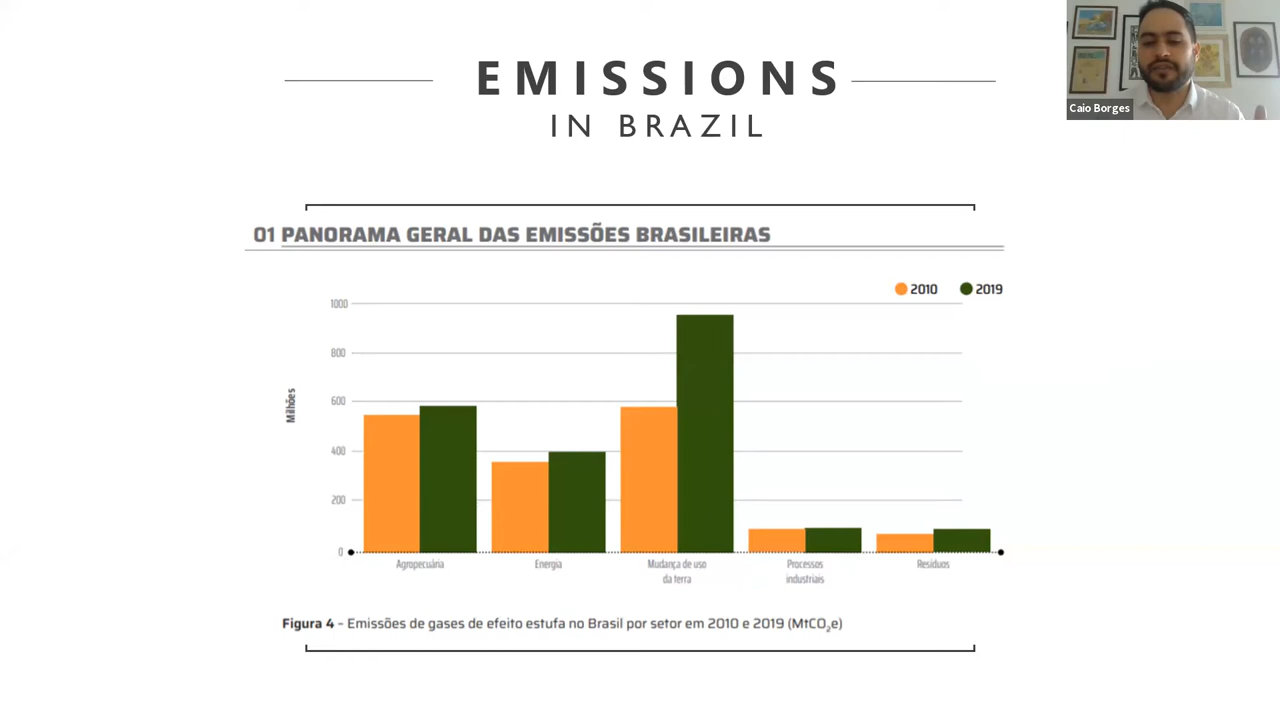 EMISSIONS
IN BRAZIL
Caio Borges
01 PANORAMA GERAL DAS EMISSÕES BRASILEIRAS
2010 2019
1000
800
600
400
200
0
Milhões
Agropecuária
Energia
Mudança de uso
da terra
Processos
industriais
Resíduos
Figura 4 – Emissões de gases de efeito estufa no Brasil por setor em 2010 e 2019 (MtCO₂e)